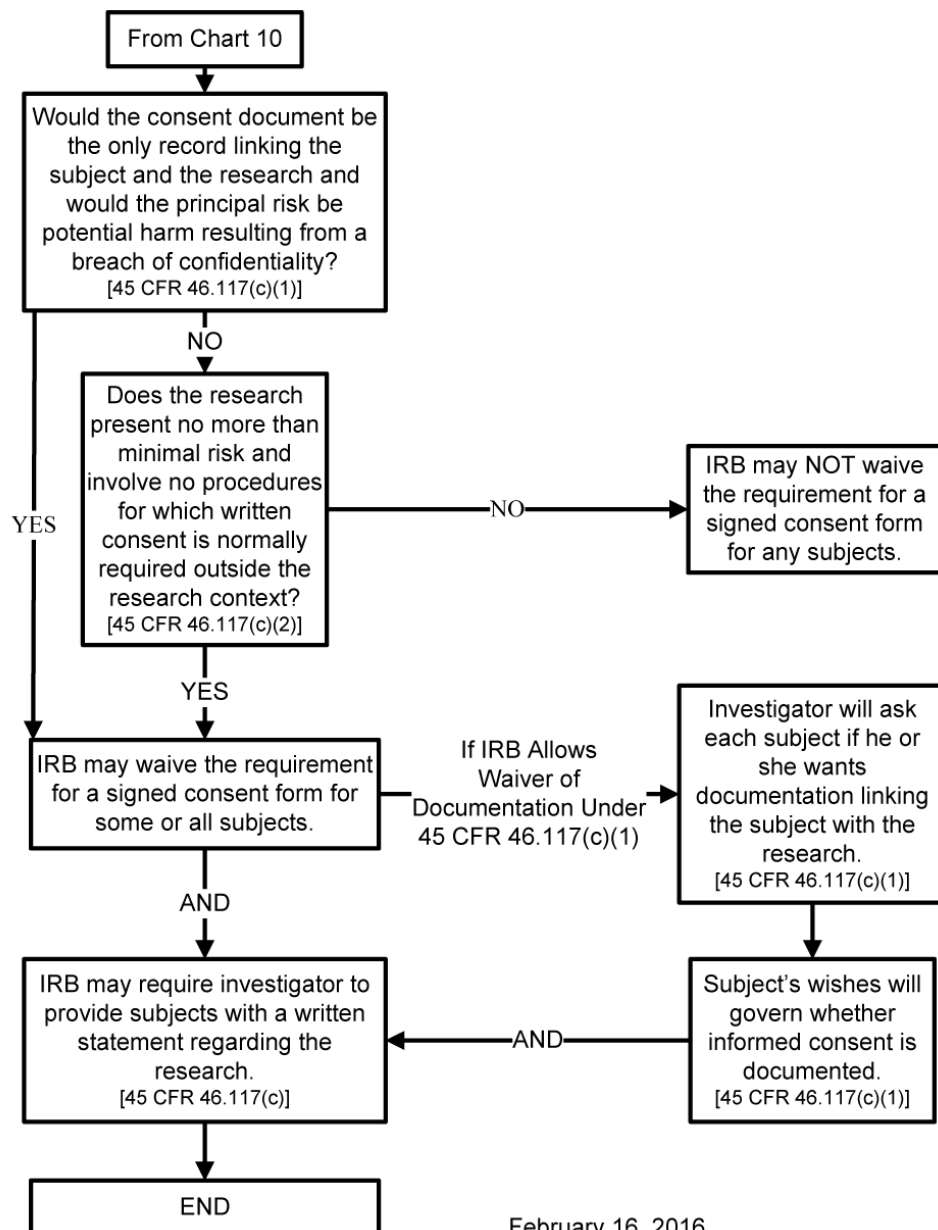 From Chart 10
Would the consent document be
the only record linking the
subject and the research and
would the principal risk be
potential harm resulting from a
breach of confidentiality?
[45 CFR 46.117(c)(1)]
NO
YES
Does the research
present no more than
minimal risk and
involve no procedures
for which written
consent is normally
required outside the
research context?
[45 CFR 46.117(c)(2)]
NO
IRB may NOT waive
the requirement for a
signed consent form
for any subjects.
YES
IRB may waive the requirement
for a signed consent form for
some or all subjects.
If IRB Allows
Waiver of
Documentation Under
45 CFR 46.117(c)(1)
Investigator will ask
each subject if he or
she wants
documentation linking
the subject with the
research.
[45 CFR 46.117(c)(1)]
AND
IRB may require investigator to
provide subjects with a written
statement regarding the
research.
[45 CFR 46.117(c)]
AND
Subject's wishes will
govern whether
informed consent is
documented.
[45 CFR 46.117(c)(1)]
END
February 16, 2016